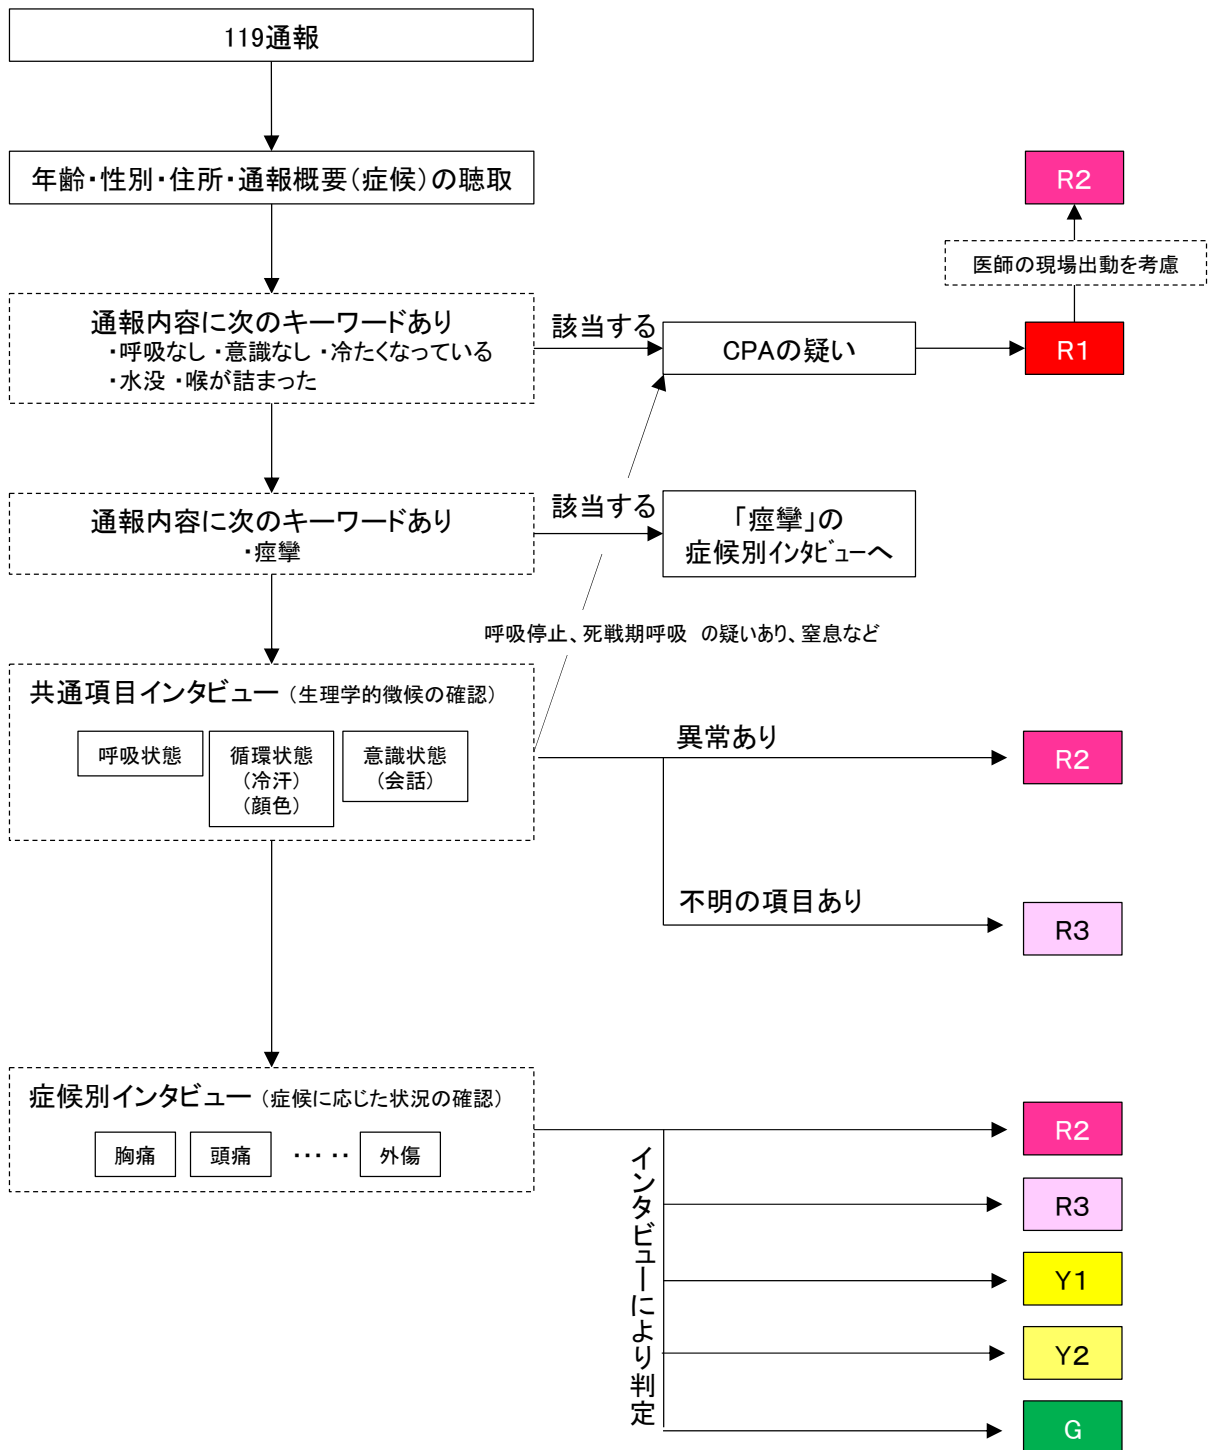 119通報
年齢・性別・住所・通報概要（症候）の聴取
R2
医師の現場出動を考慮
通報内容に次のキーワードあり
・呼吸なし ・意識なし ・冷たくなっている
・水没 ・喉が詰まった
該当する
CPAの疑い
R1
通報内容に次のキーワードあり
・痙攣
該当する
「痙攣」の
症候別インタビューへ
呼吸停止、死戦期呼吸 の疑いあり、窒息など
共通項目インタビュー（生理学的徴候の確認）
呼吸状態
循環状態
（冷汗）
（顔色）
意識状態
（会話）
異常あり
R2
不明の項目あり
R3
症候別インタビュー（症候に応じた状況の確認）
胸痛
頭痛
･･･ ･･
外傷
インタビューにより判定
R2
R3
Y1
Y2
G